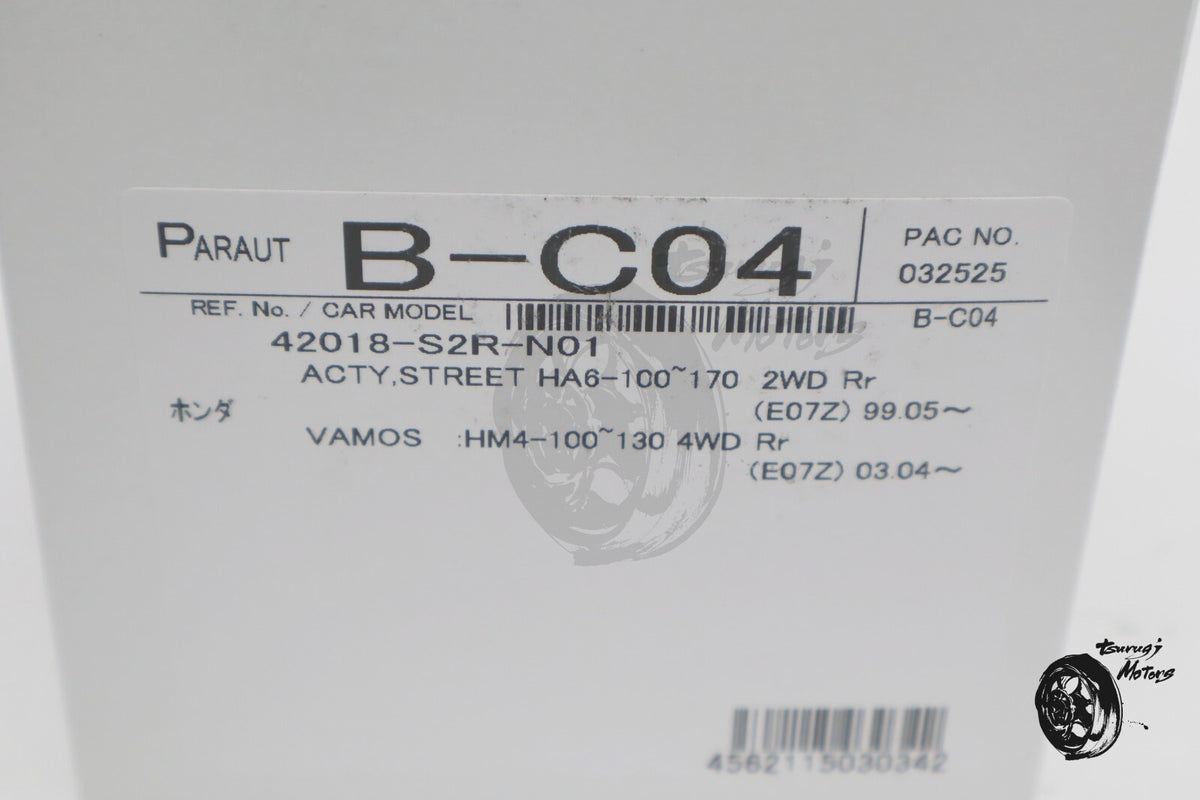 PARAUT B-C04 PAC NO.
032525
REF. No. / CAR MODEL B-C04
42018-S2R-N01
ACTY,STREET HA6-100~170 2WD Rr
ホンダ (E07Z) 99.05~
VAMOS :HM4-100~130 4WD Rr
(E07Z) 03.04~
4562115030342
tsurugi
Motors
tsurugi
Motors